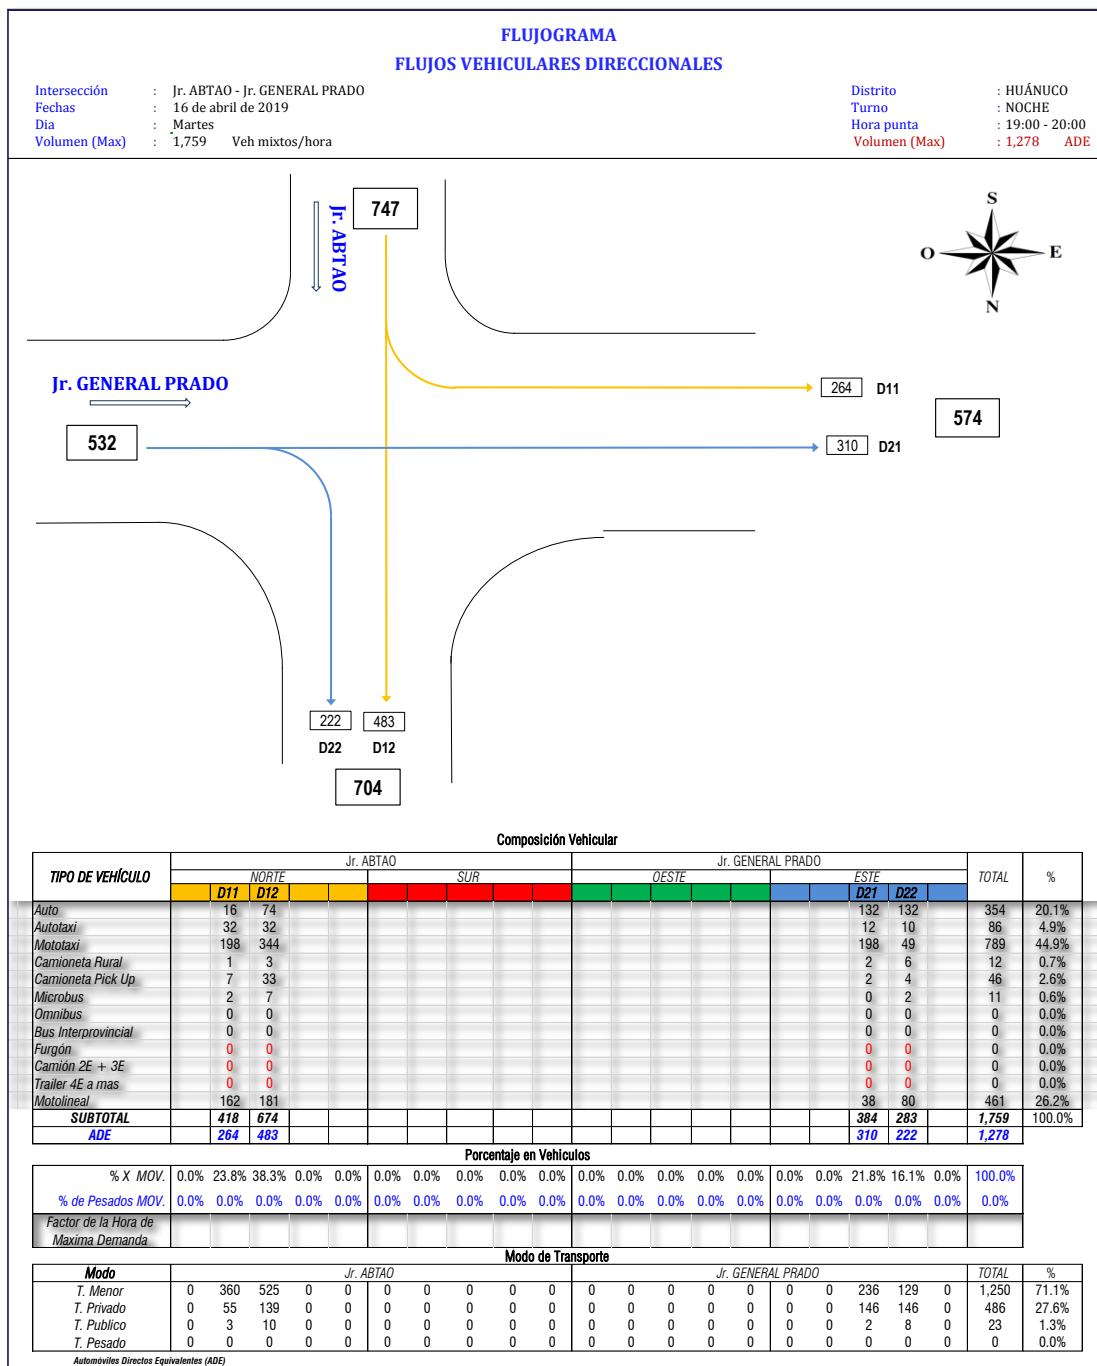 FLUJOGRAMA
FLUJOS VEHICULARES DIRECCIONALES
Intersección : Jr. ABTAO - Jr. GENERAL PRADO Distrito : HUÁNUCO
Fechas : 16 de abril de 2019 Turno : NOCHE
Dia : Martes Hora punta : 19:00 - 20:00
Volumen (Max) : 1,759 Veh mixtos/hora Volumen (Max) : 1,278 ADE
Jr. ABTAO
747
S
O E
N
Jr. GENERAL PRADO
264 D11
574
532
310 D21
222 483
D22 D12
704
Composición Vehicular
TIPO DE VEHÍCULO Jr. ABTAO Jr. GENERAL PRADO TOTAL %
NORTE SUR OESTE ESTE
D11 D12 D21 D22
Auto 16 74 132 132 354 20.1%
Autotaxi 32 32 12 10 86 4.9%
Mototaxi 198 344 198 49 789 44.9%
Camioneta Rural 1 3 2 6 12 0.7%
Camioneta Pick Up 7 33 2 4 46 2.6%
Microbus 2 7 0 2 11 0.6%
Omnibus 0 0 0 0 0 0.0%
Bus Interprovincial 0 0 0 0 0 0.0%
Furgón 0 0 0 0 0 0.0%
Camión 2E + 3E 0 0 0 0 0 0.0%
Trailer 4E a mas 0 0 0 0 0 0.0%
Motolineal 162 181 38 80 461 26.2%
SUBTOTAL 418 674 384 283 1,759 100.0%
ADE 264 483 310 222 1,278
Porcentaje en Vehiculos
% X MOV. 0.0% 23.8% 38.3% 0.0% 0.0% 0.0% 0.0% 0.0% 0.0% 0.0% 0.0% 0.0% 0.0% 0.0% 0.0% 0.0% 0.0% 21.8% 16.1% 0.0% 100.0%
% de Pesados MOV. 0.0% 0.0% 0.0% 0.0% 0.0% 0.0% 0.0% 0.0% 0.0% 0.0% 0.0% 0.0% 0.0% 0.0% 0.0% 0.0% 0.0% 0.0% 0.0% 0.0% 0.0%
Factor de la Hora de
Maxima Demanda
Modo de Transporte
Modo Jr. ABTAO Jr. GENERAL PRADO TOTAL %
T. Menor 0 360 525 0 0 0 0 0 0 0 0 0 0 0 0 0 0 236 129 0 1,250 71.1%
T. Privado 0 55 139 0 0 0 0 0 0 0 0 0 0 0 0 0 0 146 146 0 486 27.6%
T. Publico 0 3 10 0 0 0 0 0 0 0 0 0 0 0 0 0 0 2 8 0 23 1.3%
T. Pesado 0 0 0 0 0 0 0 0 0 0 0 0 0 0 0 0 0 0 0 0 0 0.0%
Automóviles Directos Equivalentes (ADE)